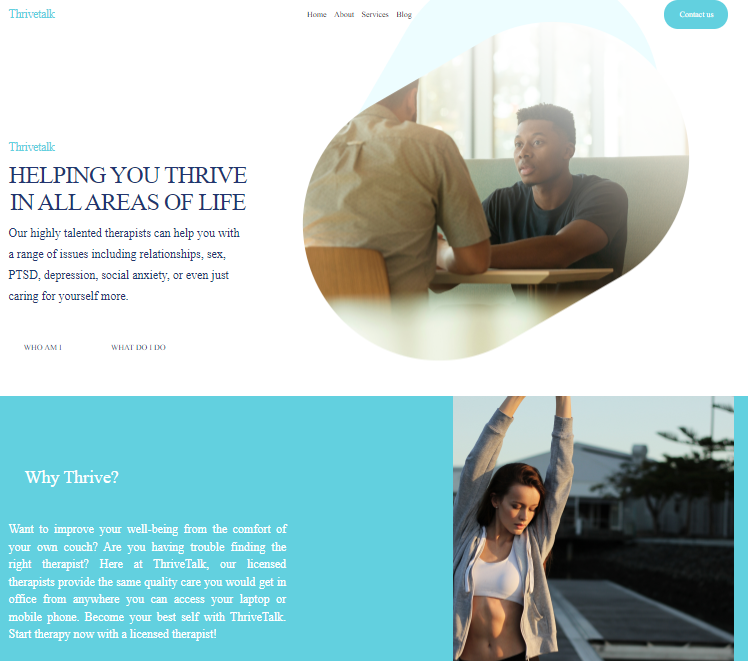 Thrivetalk
Home About Services Blog
Contact us
Thrivetalk
HELPING YOU THRIVE
IN ALL AREAS OF LIFE
Our highly talented therapists can help you with
a range of issues including relationships, sex,
PTSD, depression, social anxiety, or even just
caring for yourself more.
WHO AM I
WHAT DO I DO
Why Thrive?
Want to improve your well-being from the comfort of
your own couch? Are you having trouble finding the
right therapist? Here at ThriveTalk, our licensed
therapists provide the same quality care you would get in
office from anywhere you can access your laptop or
mobile phone. Become your best self with ThriveTalk.
Start therapy now with a licensed therapist!